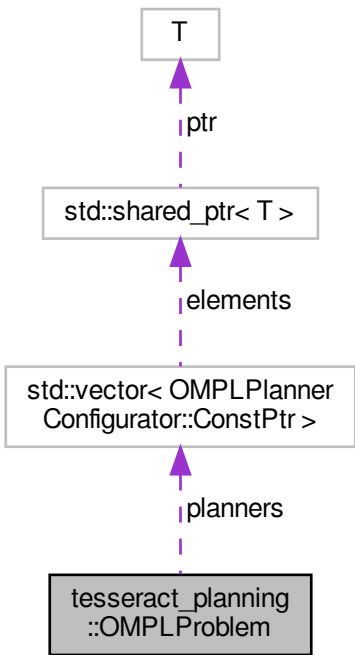 T
ptr
std::shared_ptr< T >
elements
std::vector< OMPLPlanner
Configurator::ConstPtr >
planners
tesseract_planning
::OMPLProblem